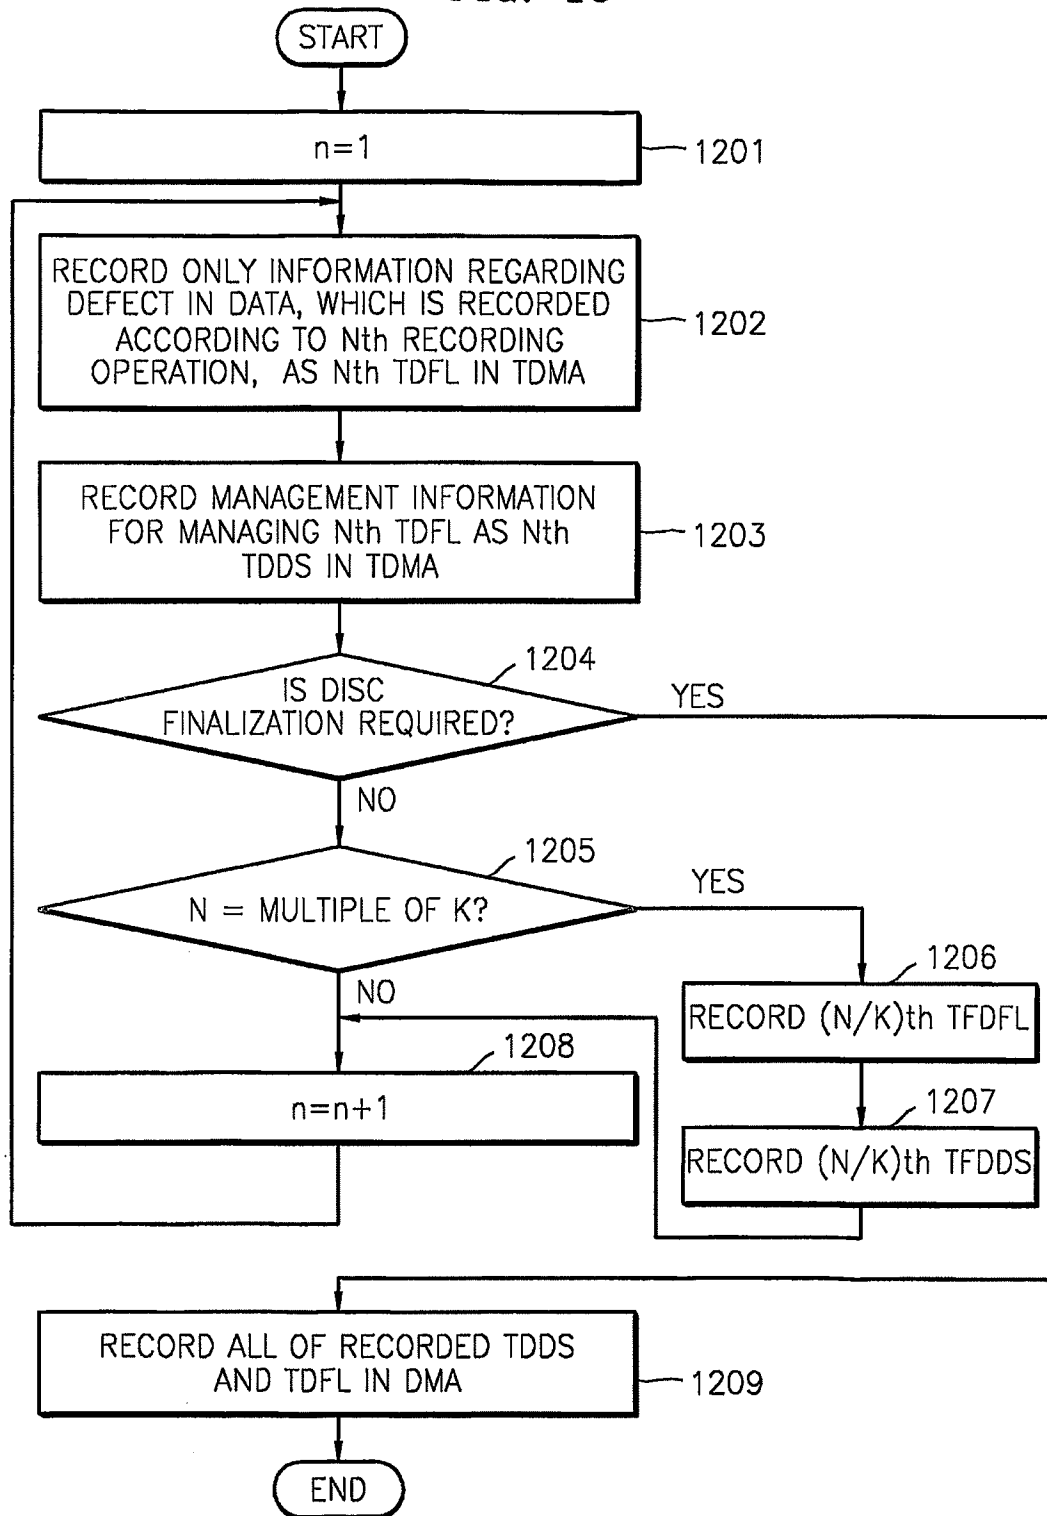 START
n=1
1201
RECORD ONLY INFORMATION REGARDING
DEFECT IN DATA, WHICH IS RECORDED
ACCORDING TO Nth RECORDING
OPERATION, AS Nth TDFL IN TDMA
1202
RECORD MANAGEMENT INFORMATION
FOR MANAGING Nth TDFL AS Nth
TDDS IN TDMA
1203
1204
IS DISC
FINALIZATION REQUIRED?
YES
NO
1205
N = MULTIPLE OF K?
YES
NO
1206
RECORD (N/K)th TFDFL
1207
RECORD (N/K)th TFDDS
1208
n=n+1
RECORD ALL OF RECORDED TDDS
AND TDFL IN DMA
1209
END